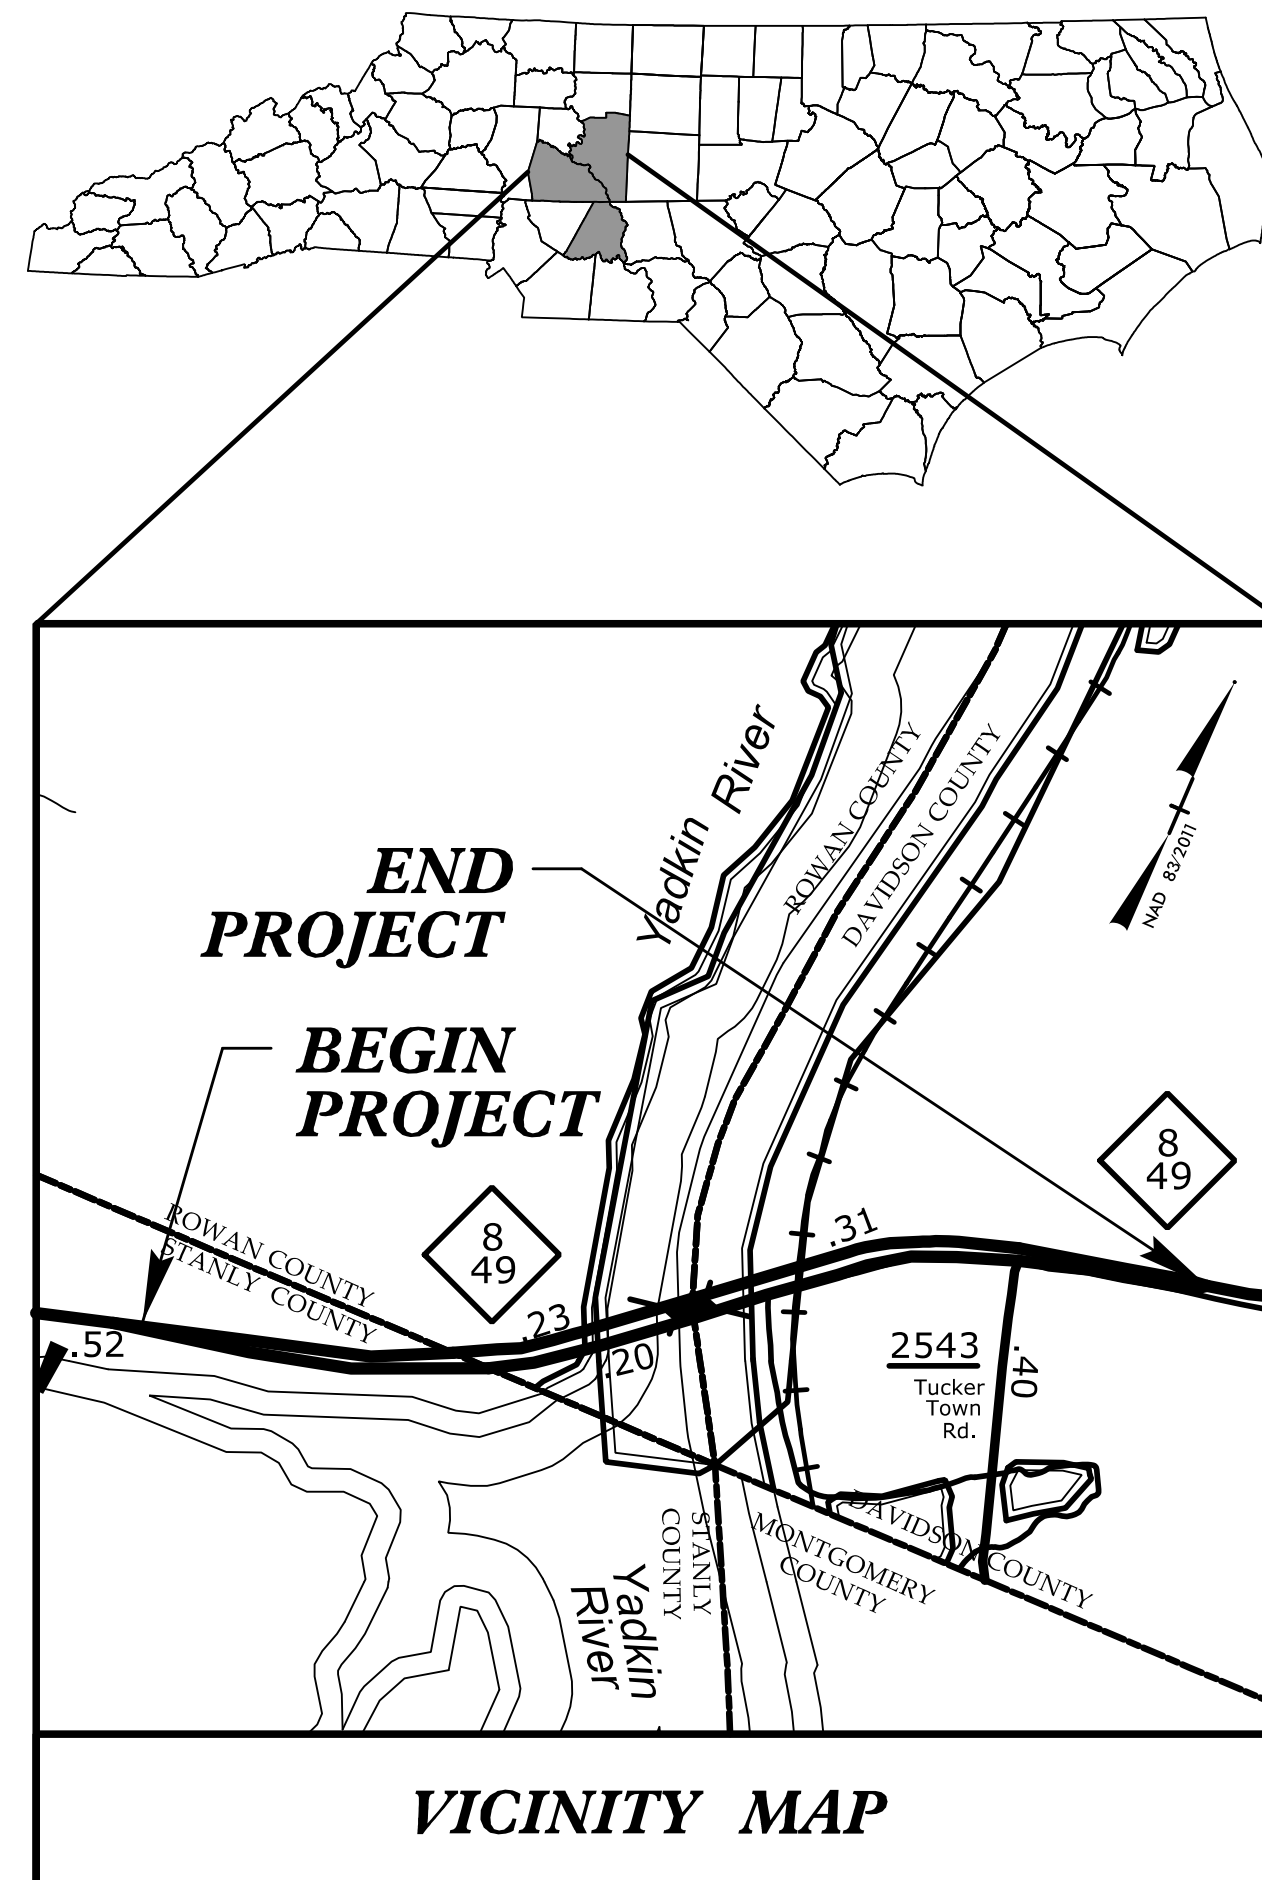 Yadkin River
ROWAN COUNTY
DAVIDSON COUNTY
NAD 83/2011
END
PROJECT
BEGIN
PROJECT
8
49
8
49
ROWAN COUNTY
STANLY COUNTY
.52
.23
.20
.31
2543
Tucker
Town
Rd.
.40
STANLY
COUNTY
MONTGOMERY
COUNTY
DAVIDSON COUNTY
Yadkin
River
VICINITY MAP